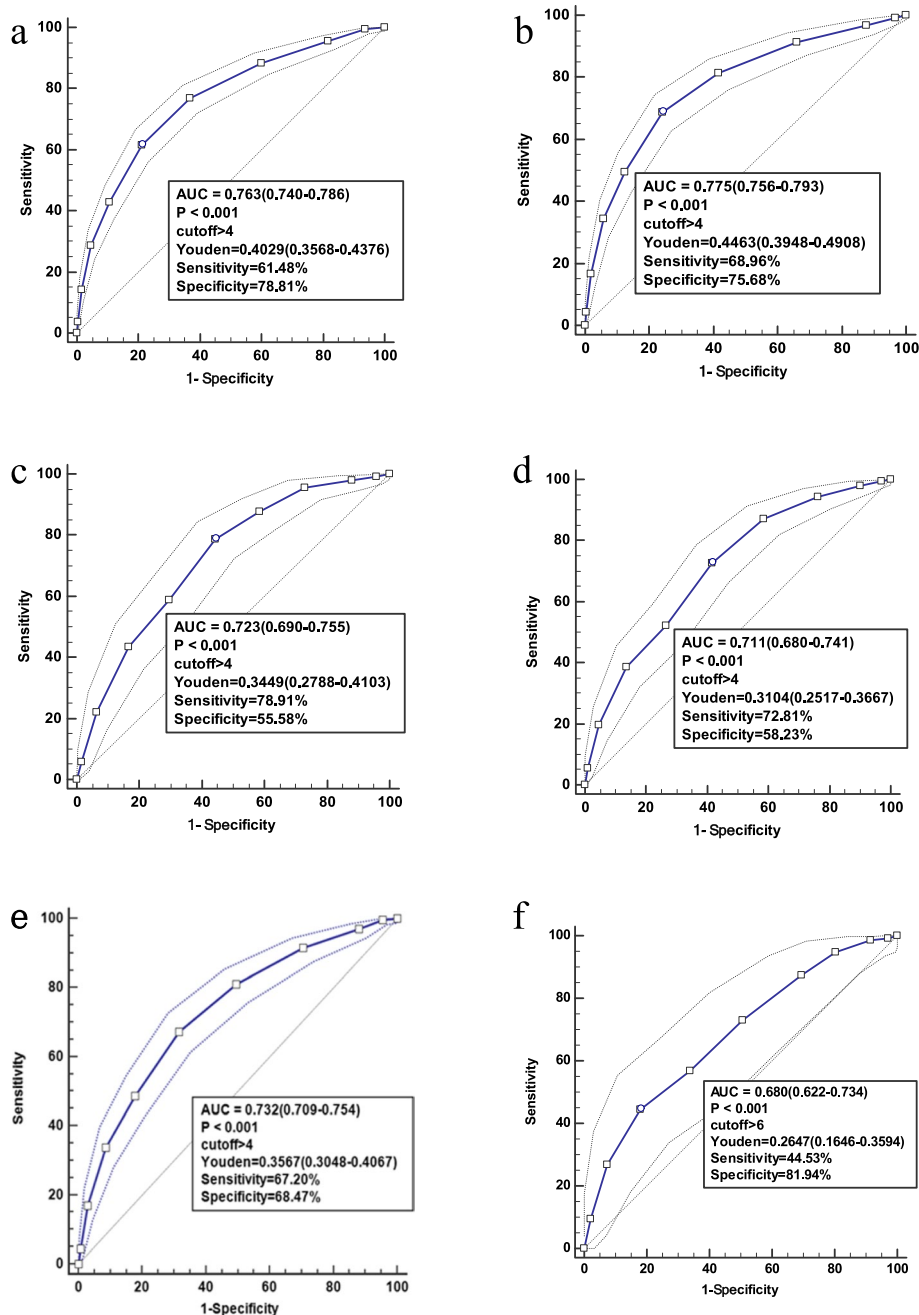 a
100
80
60
40
20
0
Sensitivity
AUC = 0.763(0.740-0.786)
P < 0.001
cutoff>4
Youden=0.4029(0.3568-0.4376)
Sensitivity=61.48%
Specificity=78.81%
0 20 40 60 80 100
1- Specificity
b
100
80
60
40
20
0
Sensitivity
AUC = 0.775(0.756-0.793)
P < 0.001
cutoff>4
Youden=0.4463(0.3948-0.4908)
Sensitivity=68.96%
Specificity=75.68%
0 20 40 60 80 100
1- Specificity
c
100
80
60
40
20
0
Sensitivity
AUC = 0.723(0.690-0.755)
P < 0.001
cutoff>4
Youden=0.3449(0.2788-0.4103)
Sensitivity=78.91%
Specificity=55.58%
0 20 40 60 80 100
1- Specificity
d
100
80
60
40
20
0
Sensitivity
AUC = 0.711(0.680-0.741)
P < 0.001
cutoff>4
Youden=0.3104(0.2517-0.3667)
Sensitivity=72.81%
Specificity=58.23%
0 20 40 60 80 100
1- Specificity
e
100
80
60
40
20
0
Sensitivity
AUC = 0.732(0.709-0.754)
P < 0.001
cutoff>4
Youden=0.3567(0.3048-0.4067)
Sensitivity=67.20%
Specificity=68.47%
0 20 40 60 80 100
1-Specificity
f
100
80
60
40
20
0
Sensitivity
AUC = 0.680(0.622-0.734)
P < 0.001
cutoff>6
Youden=0.2647(0.1646-0.3594)
Sensitivity=44.53%
Specificity=81.94%
0 20 40 60 80 100
1-Specificity